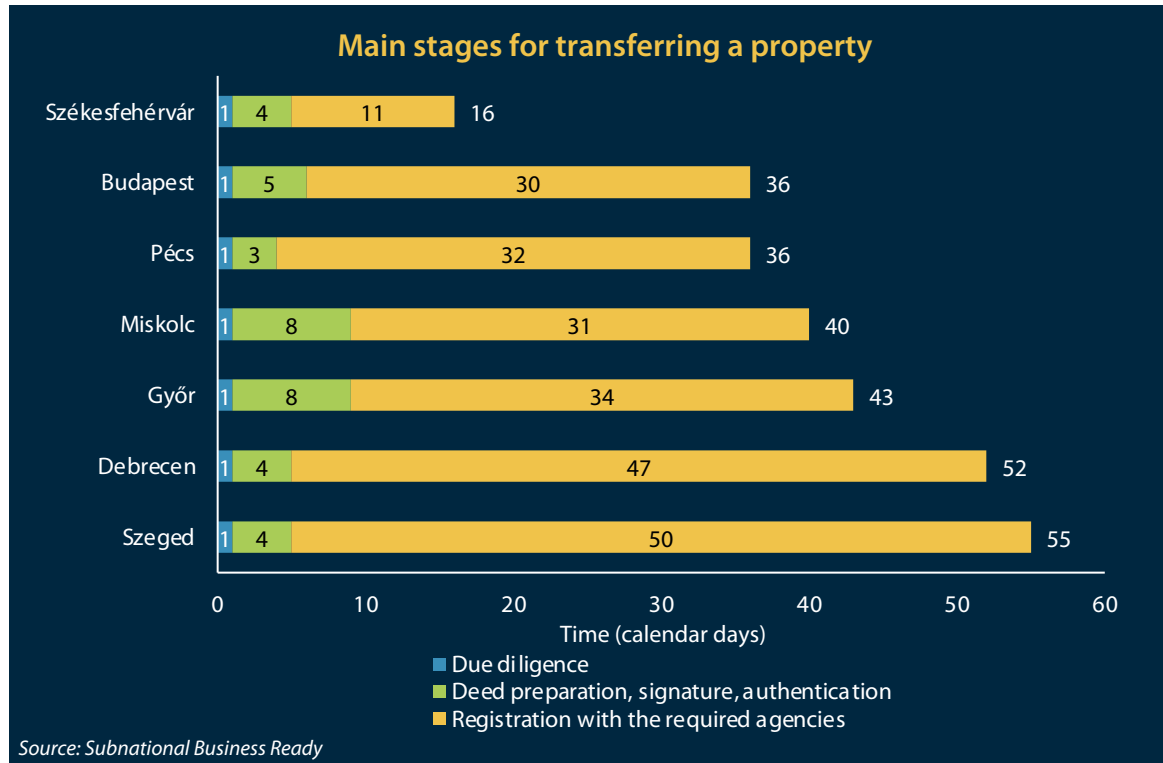 Main stages for transferring a property
Székesfehérvár 1 4 11 16
Budapest 1 5 30 36
Pécs 1 3 32 36
Miskolc 1 8 31 40
Győr 1 8 34 43
Debrecen 1 4 47 52
Szeged 1 4 50 55
0 10 20 30 40 50 60
Time (calendar days)
Due diligence
Deed preparation, signature, authentication
Registration with the required agencies
Source: Subnational Business Ready